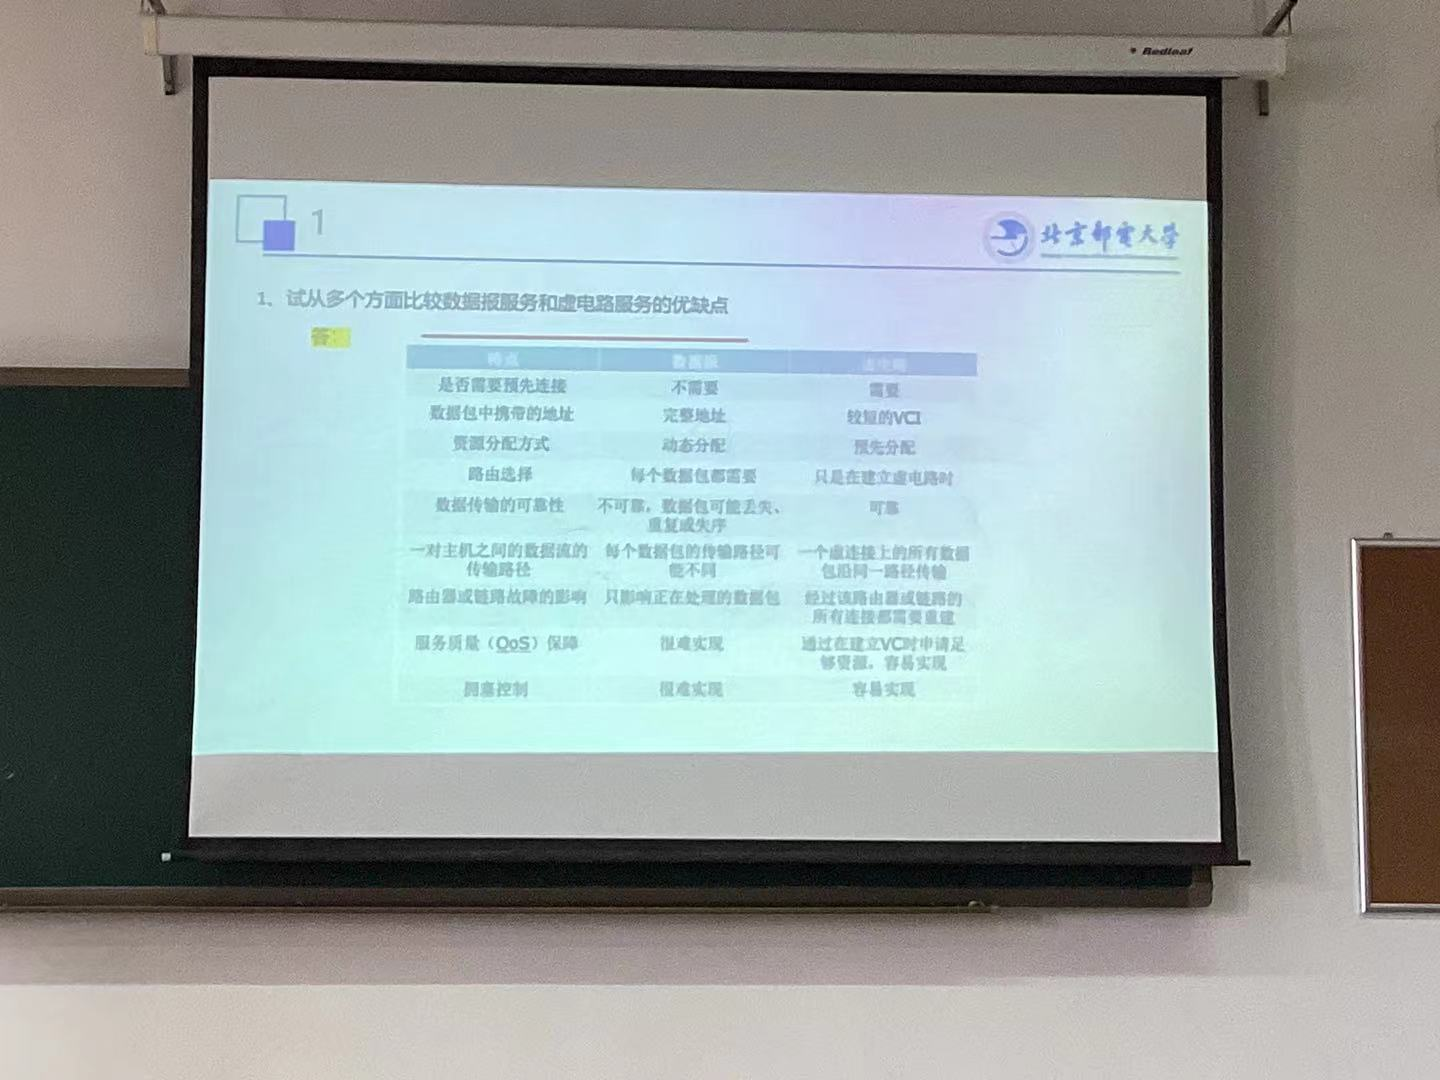 Redleaf
1
北京邮电大学
1、试从多个方面比较数据报服务和虚电路服务的优缺点
答：
特点 数据报 虚电路
是否需要预先连接 不需要 需要
数据包中携带的地址 完整地址 较短的VCI
资源分配方式 动态分配 预先分配
路由选择 每个数据包都需要 只是在建立虚电路时
数据传输的可靠性 不可靠，数据包可能丢失、 可靠
重复或失序
一对主机之间的数据流的 每个数据包的传输路径可 一个虚连接上的所有数据
传输路径 能不同 包沿同一路径传输
路由器或链路故障的影响 只影响正在处理的数据包 经过该路由器或链路的
所有连接都需要重建
服务质量（QoS）保障 很难实现 通过在建立VC时申请足
够资源，容易实现
拥塞控制 很难实现 容易实现